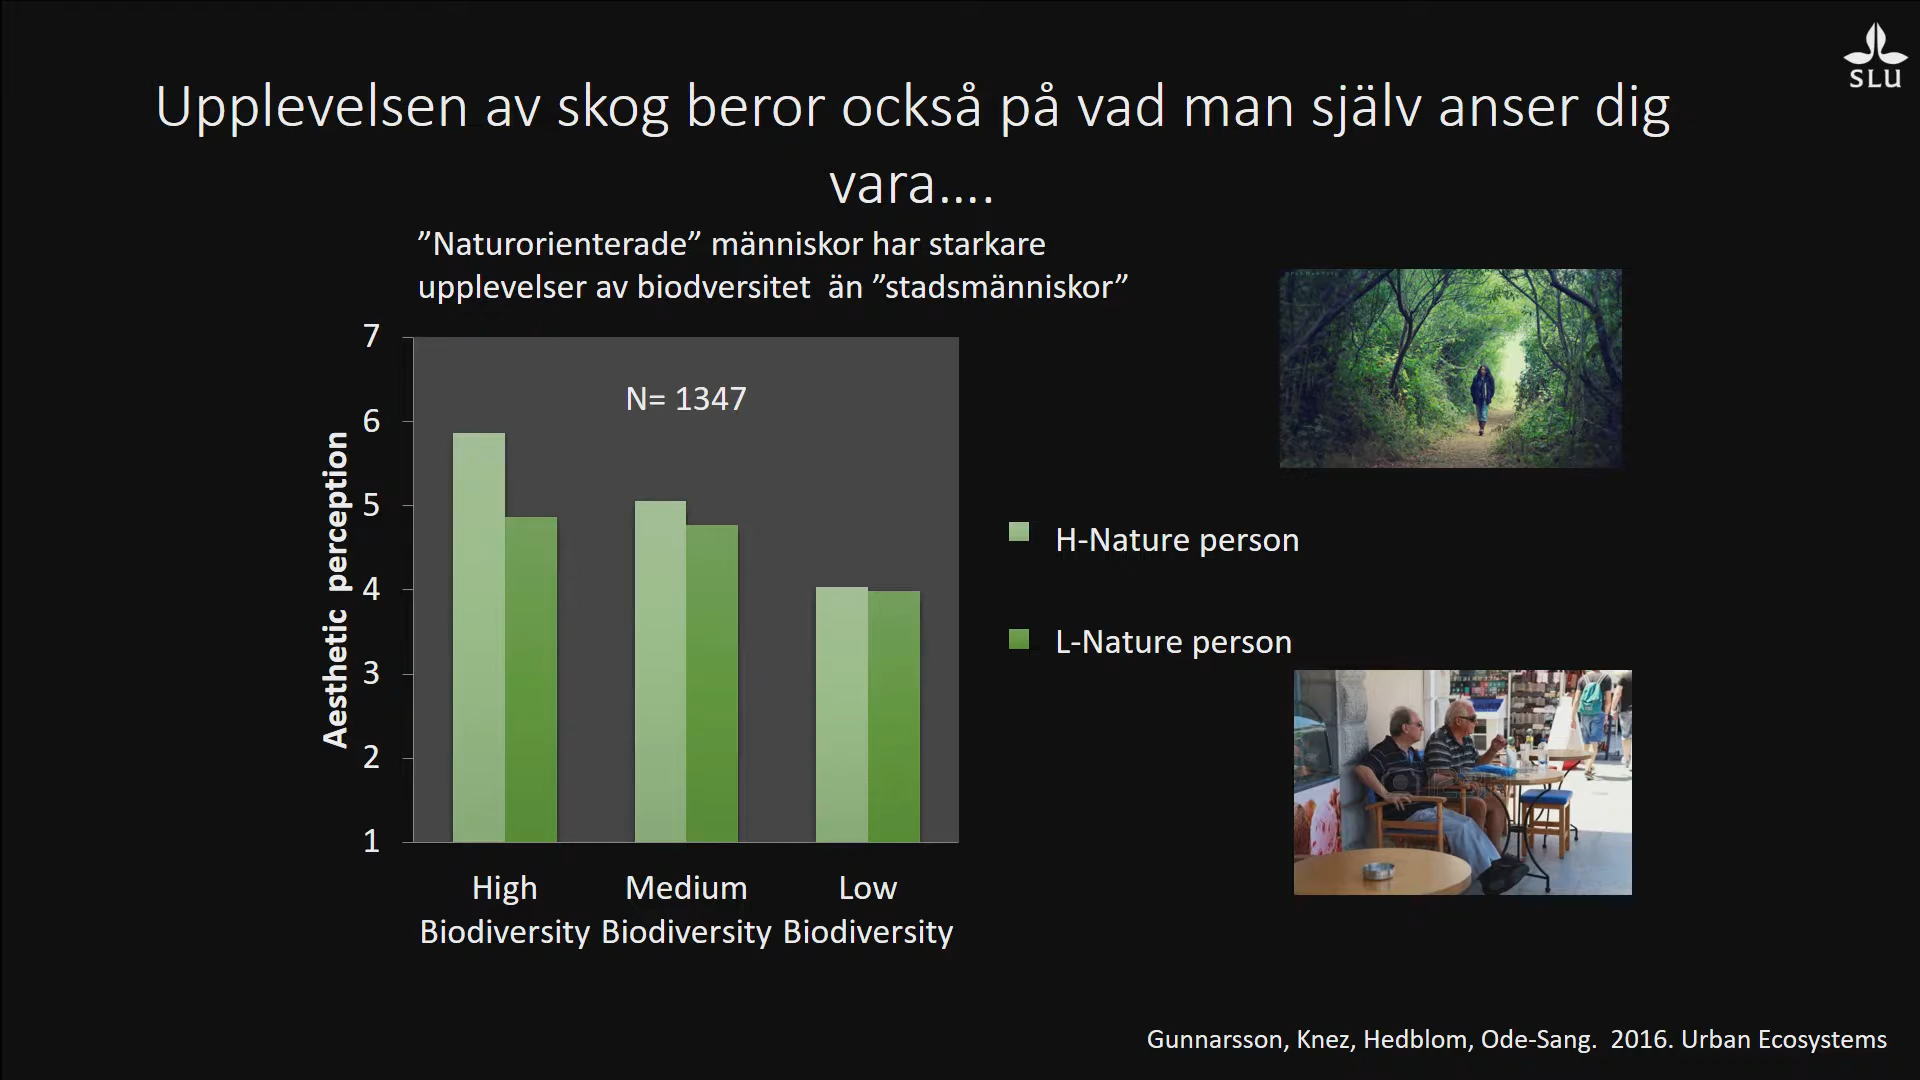 SLU
Upplevelsen av skog beror också på vad man själv anser dig
vara....
”Naturorienterade” människor har starkare
upplevelser av biodversitet än ”stadsmänniskor”
7
6
5
4
3
2
1
Aesthetic perception
N= 1347
High
Biodiversity
Medium
Biodiversity
Low
Biodiversity
H-Nature person
L-Nature person
Gunnarsson, Knez, Hedblom, Ode-Sang. 2016. Urban Ecosystems